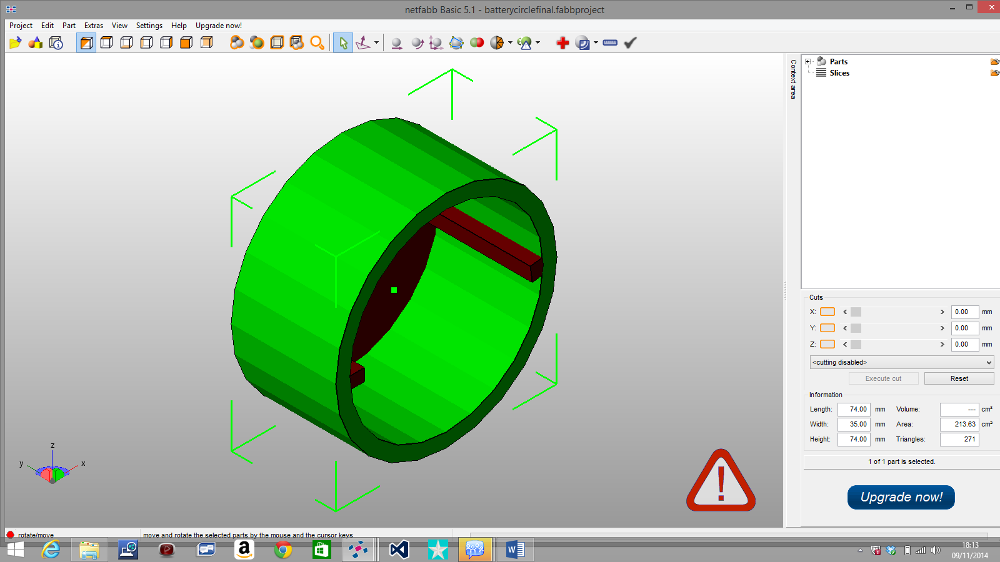 netfabb Basic 5.1 - batterycirclefinal.fabbproject
Project Edit Part Extras View Settings Help Upgrade now!
Context area
Parts
Slices
Cuts
X: < > 0.00 mm
Y: < > 0.00 mm
Z: < > 0.00 mm
<cutting disabled>
Execute cut Reset
Information
Length: 74.00 mm Volume: --- cm³
Width: 35.00 mm Area: 213.63 cm²
Height: 74.00 mm Triangles: 271
1 of 1 part is selected.
Upgrade now!
z
y
x
!
rotate/move move and rotate the selected parts by the mouse and the cursor keys
18:13
09/11/2014